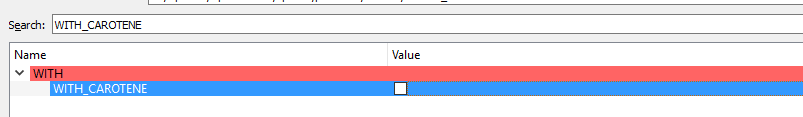 Search: WITH_CAROTENE
Name Value
WITH
WITH_CAROTENE